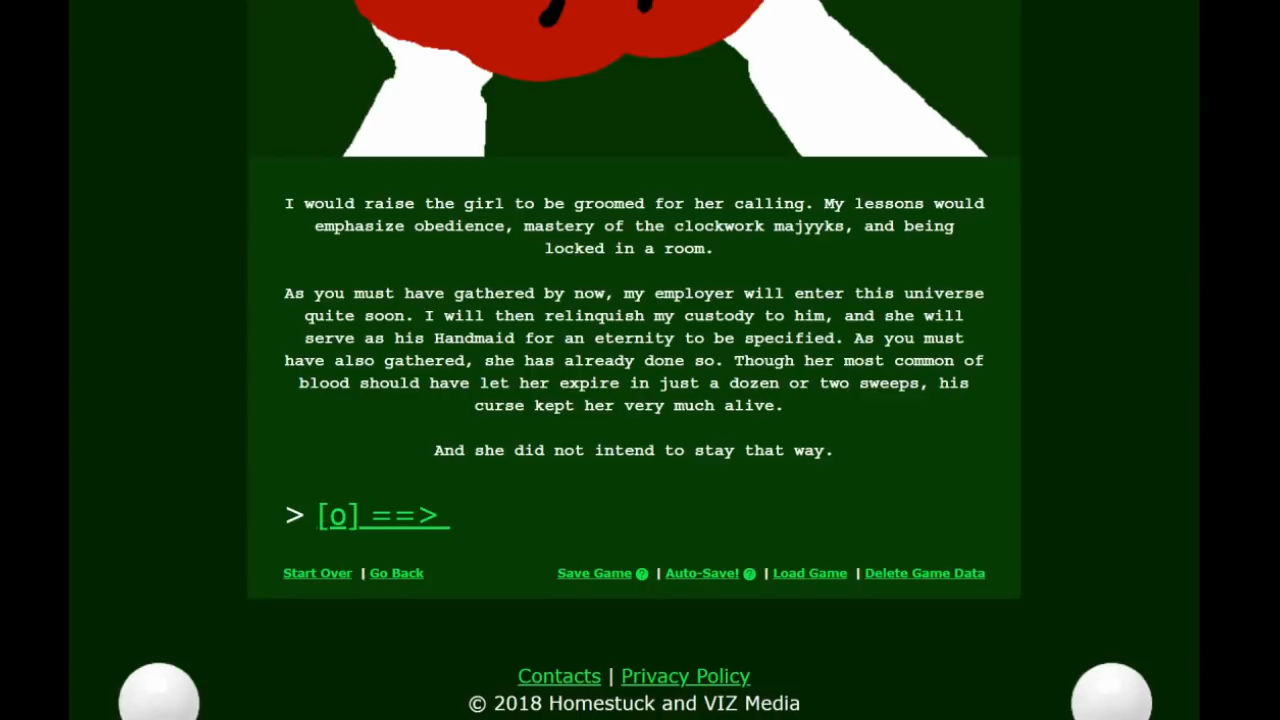 I would raise the girl to be groomed for her calling. My lessons would
emphasize obedience, mastery of the clockwork majyyks, and being
locked in a room.
As you must have gathered by now, my employer will enter this universe
quite soon. I will then relinquish my custody to him, and she will
serve as his Handmaid for an eternity to be specified. As you must
have also gathered, she has already done so. Though her most common of
blood should have let her expire in just a dozen or two sweeps, his
curse kept her very much alive.
And she did not intend to stay that way.
> [o] ==>
Start Over | Go Back Save Game ? | Auto-Save! ? | Load Game | Delete Game Data
Contacts | Privacy Policy
© 2018 Homestuck and VIZ Media